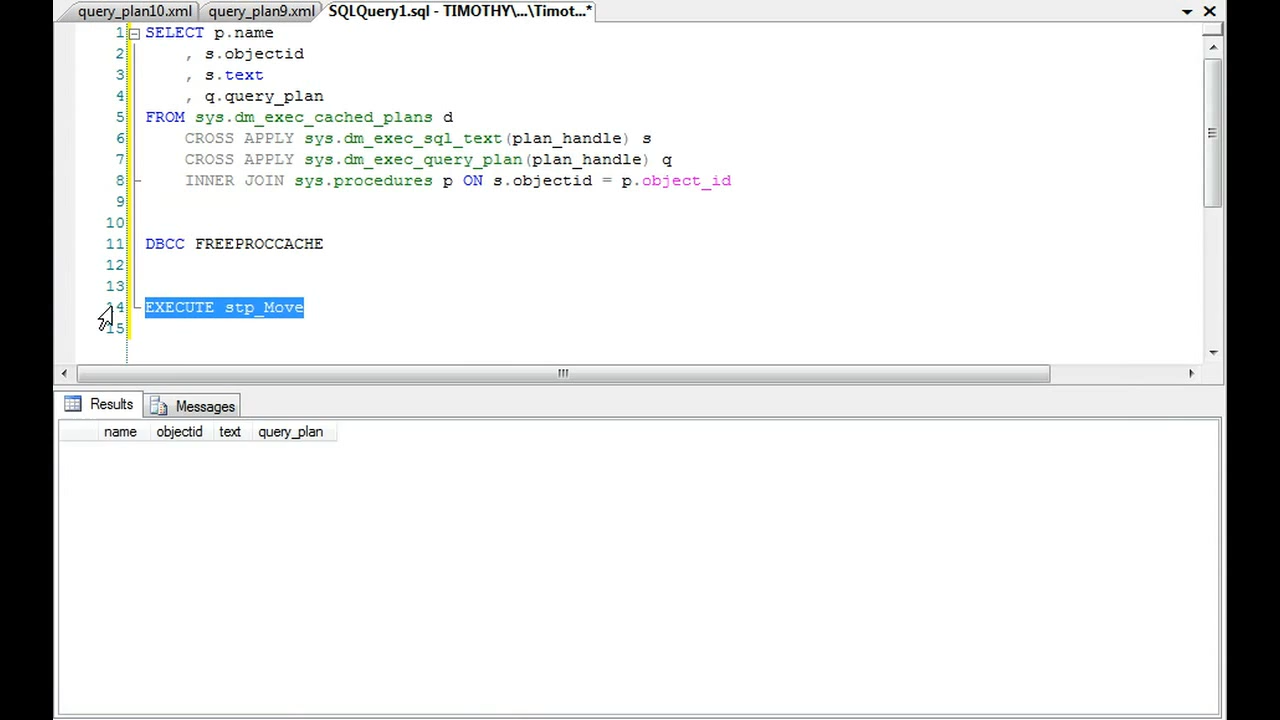 query_plan10.xml query_plan9.xml SQLQuery1.sql - TIMOTHY\...\Timot...*
1 SELECT p.name
2 , s.objectid
3 , s.text
4 , q.query_plan
5 FROM sys.dm_exec_cached_plans d
6 CROSS APPLY sys.dm_exec_sql_text(plan_handle) s
7 CROSS APPLY sys.dm_exec_query_plan(plan_handle) q
8 INNER JOIN sys.procedures p ON s.objectid = p.object_id
9
10
11 DBCC FREEPROCCACHE
12
13
14 EXECUTE stp_Move
15
Results Messages
name objectid text query_plan